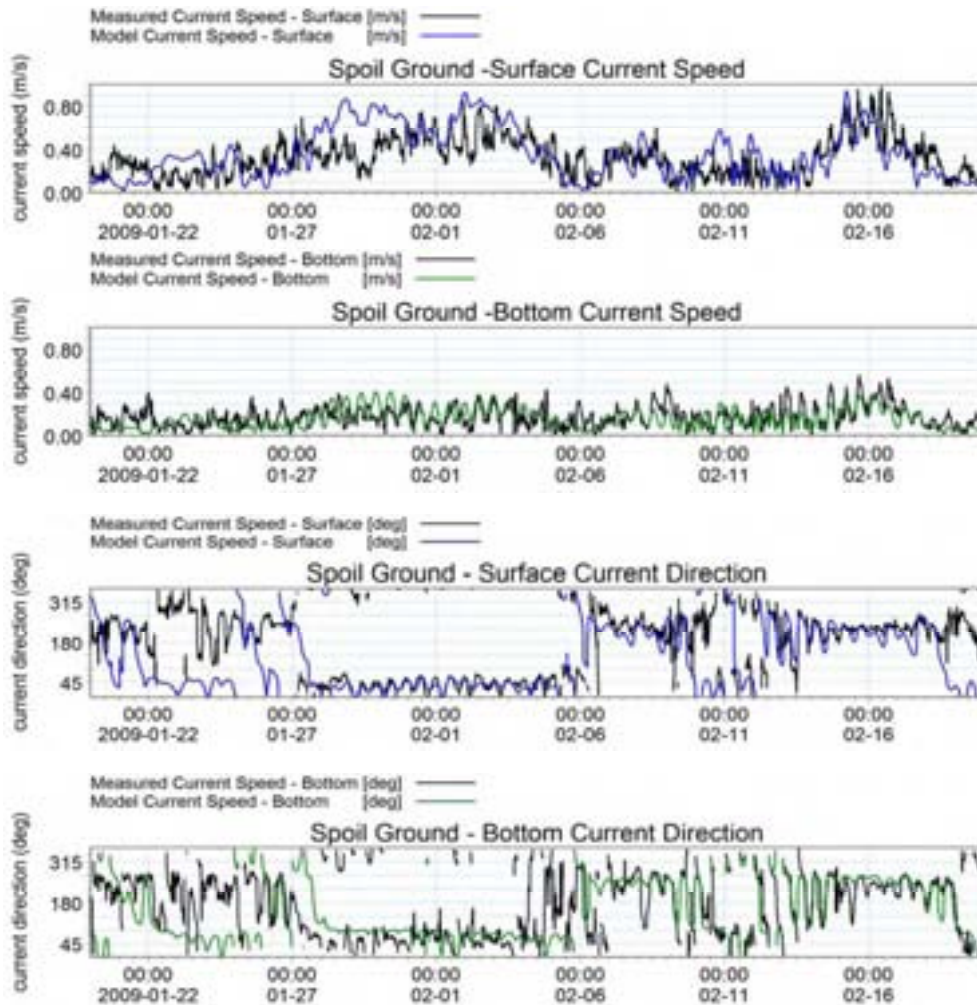 Measured Current Speed - Surface [m/s]
Model Current Speed - Surface [m/s]
Spoil Ground -Surface Current Speed
current speed (m/s)
0.80
0.40
0.00
00:00 00:00 00:00 00:00 00:00 00:00
2009-01-22 01-27 02-01 02-06 02-11 02-16
Measured Current Speed - Bottom [m/s]
Model Current Speed - Bottom [m/s]
Spoil Ground -Bottom Current Speed
current speed (m/s)
0.80
0.40
0.00
00:00 00:00 00:00 00:00 00:00 00:00
2009-01-22 01-27 02-01 02-06 02-11 02-16
Measured Current Speed - Surface [deg]
Model Current Speed - Surface [deg]
Spoil Ground - Surface Current Direction
current direction (deg)
315
180
45
00:00 00:00 00:00 00:00 00:00 00:00
2009-01-22 01-27 02-01 02-06 02-11 02-16
Measured Current Speed - Bottom [deg]
Model Current Speed - Bottom [deg]
Spoil Ground - Bottom Current Direction
current direction (deg)
315
180
45
00:00 00:00 00:00 00:00 00:00 00:00
2009-01-22 01-27 02-01 02-06 02-11 02-16